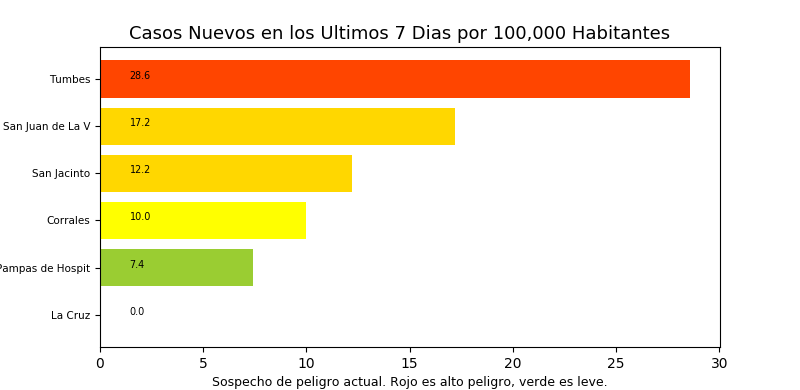 Casos Nuevos en los Ultimos 7 Dias por 100,000 Habitantes
Tumbes 28.6
San Juan de La V 17.2
San Jacinto 12.2
Corrales 10.0
Pampas de Hospit 7.4
La Cruz 0.0
0 5 10 15 20 25 30
Sospecho de peligro actual. Rojo es alto peligro, verde es leve.